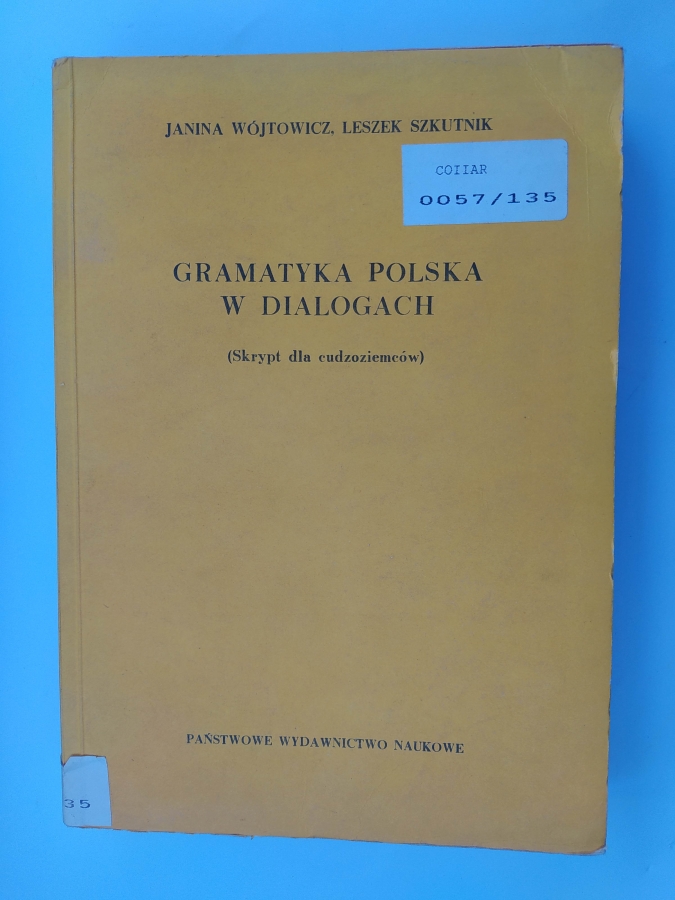 JANINA WÓJTOWICZ, LESZEK SZKUTNIK
COIIAR
0057/135
GRAMATYKA POLSKA
W DIALOGACH
(Skrypt dla cudzoziemców)
PAŃSTWOWE WYDAWNICTWO NAUKOWE
35